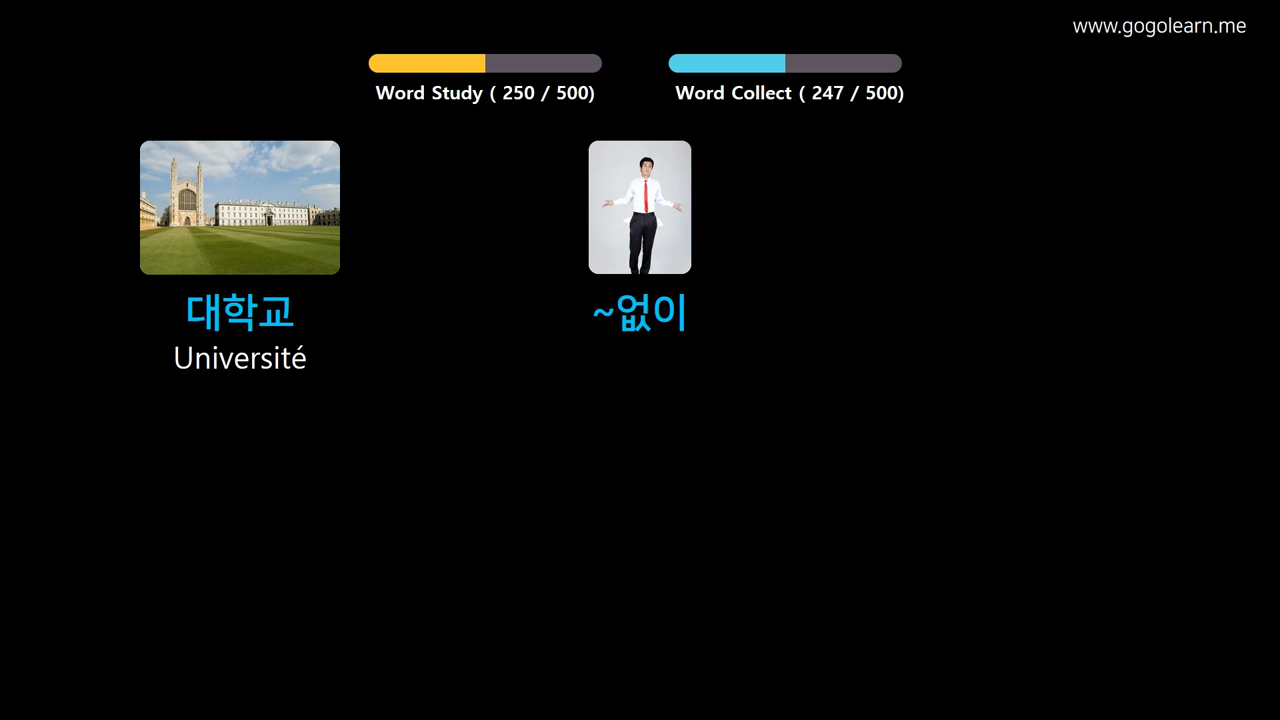 www.gogolearn.me
Word Study ( 250 / 500)
Word Collect ( 247 / 500)
대학교
Université
~없이